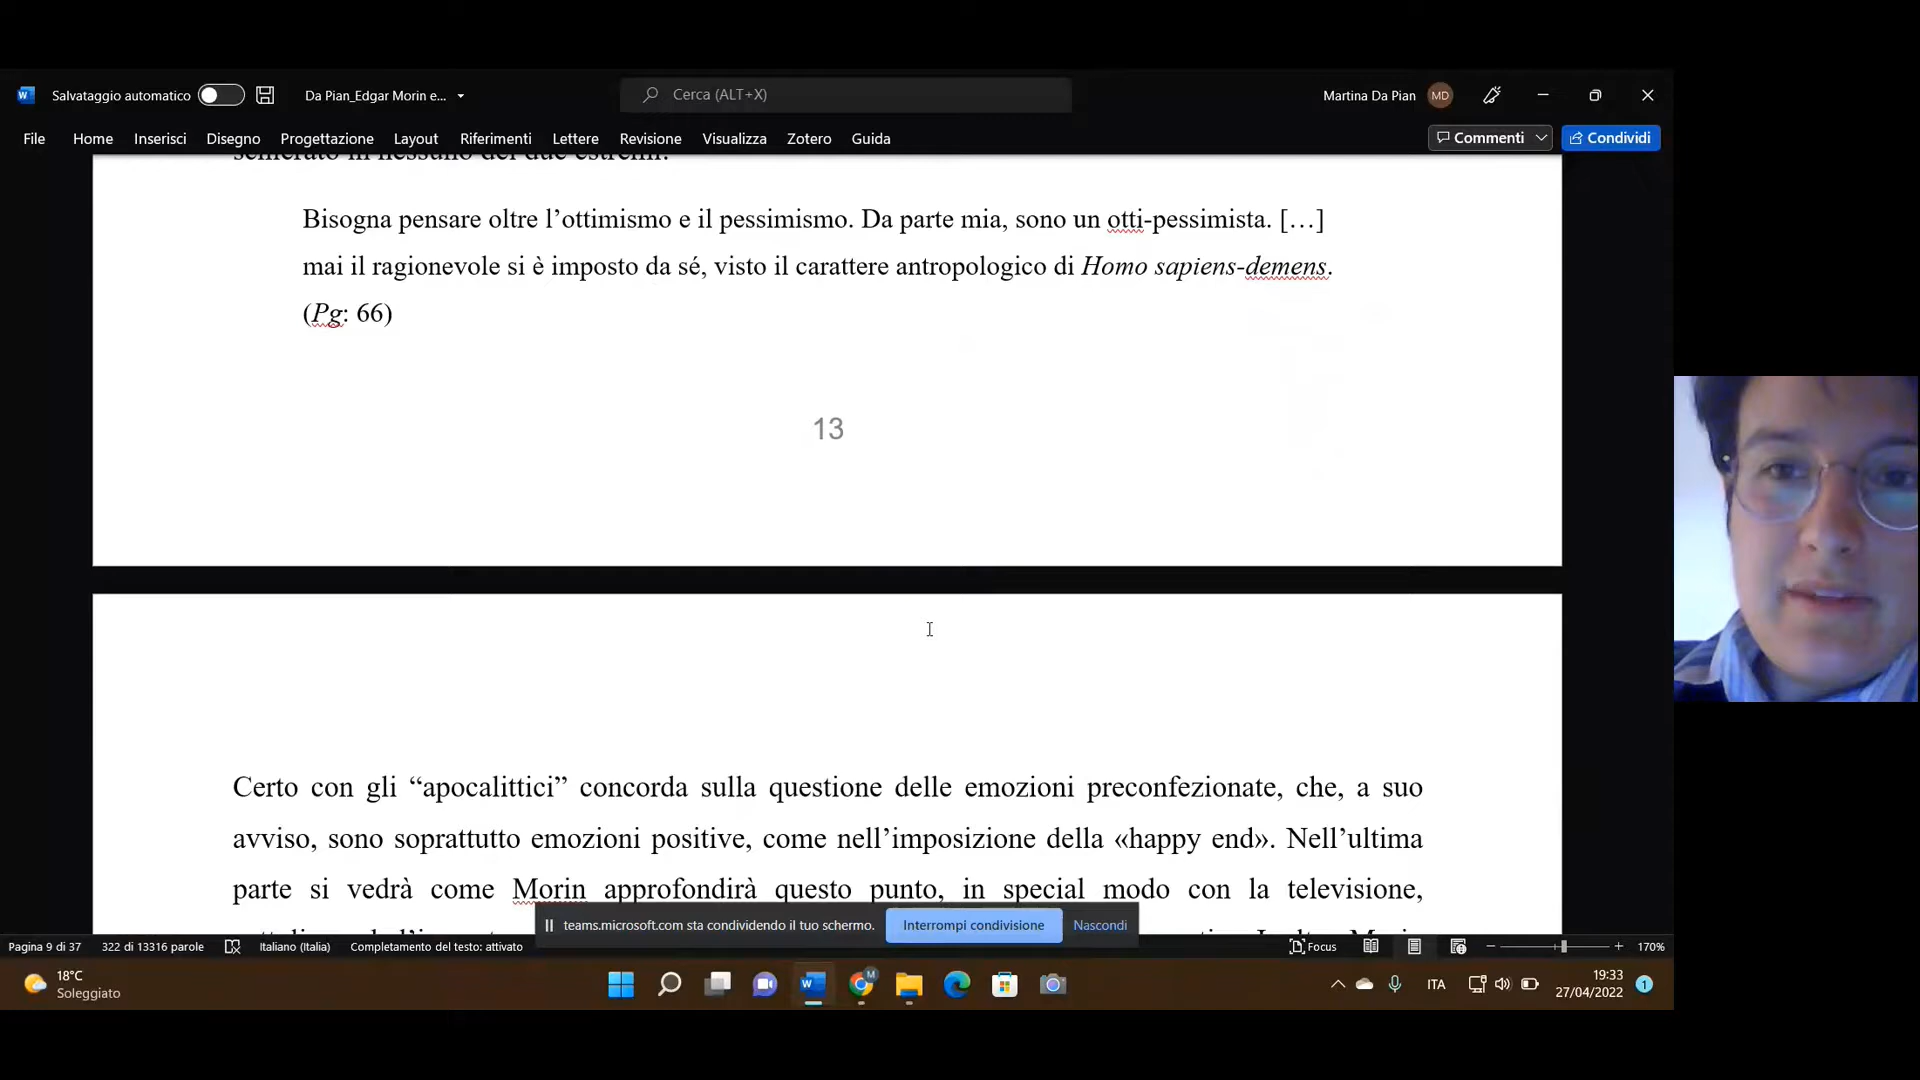 Salvataggio automatico
Da Pian_Edgar Morin e...
Cerca (ALT+X)
Martina Da Pian
MD
File Home Inserisci Disegno Progettazione Layout Riferimenti Lettere Revisione Visualizza Zotero Guida
Commenti
Condividi
in nessuno dei due estremi.
Bisogna pensare oltre l’ottimismo e il pessimismo. Da parte mia, sono un otti-pessimista. […]
mai il ragionevole si è imposto da sé, visto il carattere antropologico di Homo sapiens-demens.
(Pg: 66)
13
Certo con gli “apocalittici” concorda sulla questione delle emozioni preconfezionate, che, a suo
avviso, sono soprattutto emozioni positive, come nell’imposizione della «happy end». Nell’ultima
parte si vedrà come Morin approfondirà questo punto, in special modo con la televisione,
teams.microsoft.com sta condividendo il tuo schermo.
Interrompi condivisione
Nascondi
Pagina 9 di 37
322 di 13316 parole
Italiano (Italia)
Completamento del testo: attivato
Focus
170%
18°C
Soleggiato
M
ITA
19:33
27/04/2022
1